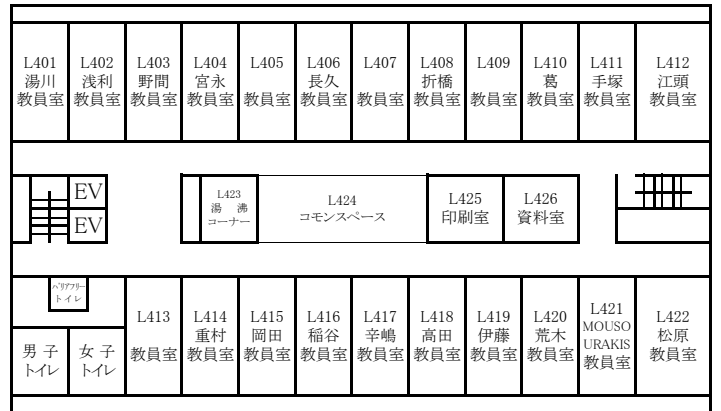 L401
湯川
教員室
L402
浅利
教員室
L403
野間
教員室
L404
宮永
教員室
L405
教員室
L406
長久
教員室
L407
教員室
L408
折橋
教員室
L409
教員室
L410
葛
教員室
L411
手塚
教員室
L412
江頭
教員室
EV
EV
L423
湯 沸
コーナー
L424
コモンスペース
L425
印刷室
L426
資料室
バリアフリー
トイレ
男 子
トイレ
女 子
トイレ
L413
教員室
L414
重村
教員室
L415
岡田
教員室
L416
稲谷
教員室
L417
辛嶋
教員室
L418
高田
教員室
L419
伊藤
教員室
L420
荒木
教員室
L421
MOUSO
URAKIS
教員室
L422
松原
教員室